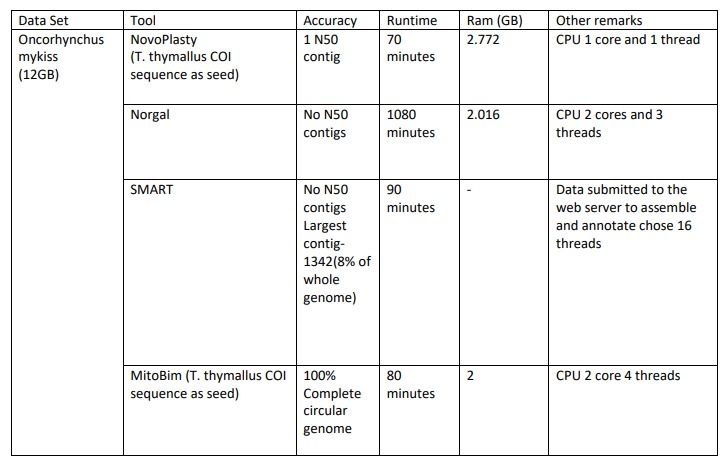 Data Set Tool Accuracy Runtime Ram (GB) Other remarks
Oncorhynchus
mykiss
(12GB)
NovoPlasty
(T. thymallus COI
sequence as seed)
1 N50
contig
70
minutes
2.772
CPU 1 core and 1 thread
Norgal
No N50
contigs
1080
minutes
2.016
CPU 2 cores and 3
threads
SMART
No N50
contigs
Largest
contig-
1342(8% of
whole
genome)
90
minutes
-
Data submitted to the
web server to assemble
and annotate chose 16
threads
MitoBim (T. thymallus COI
sequence as seed)
100%
Complete
circular
genome
80
minutes
2
CPU 2 core 4 threads